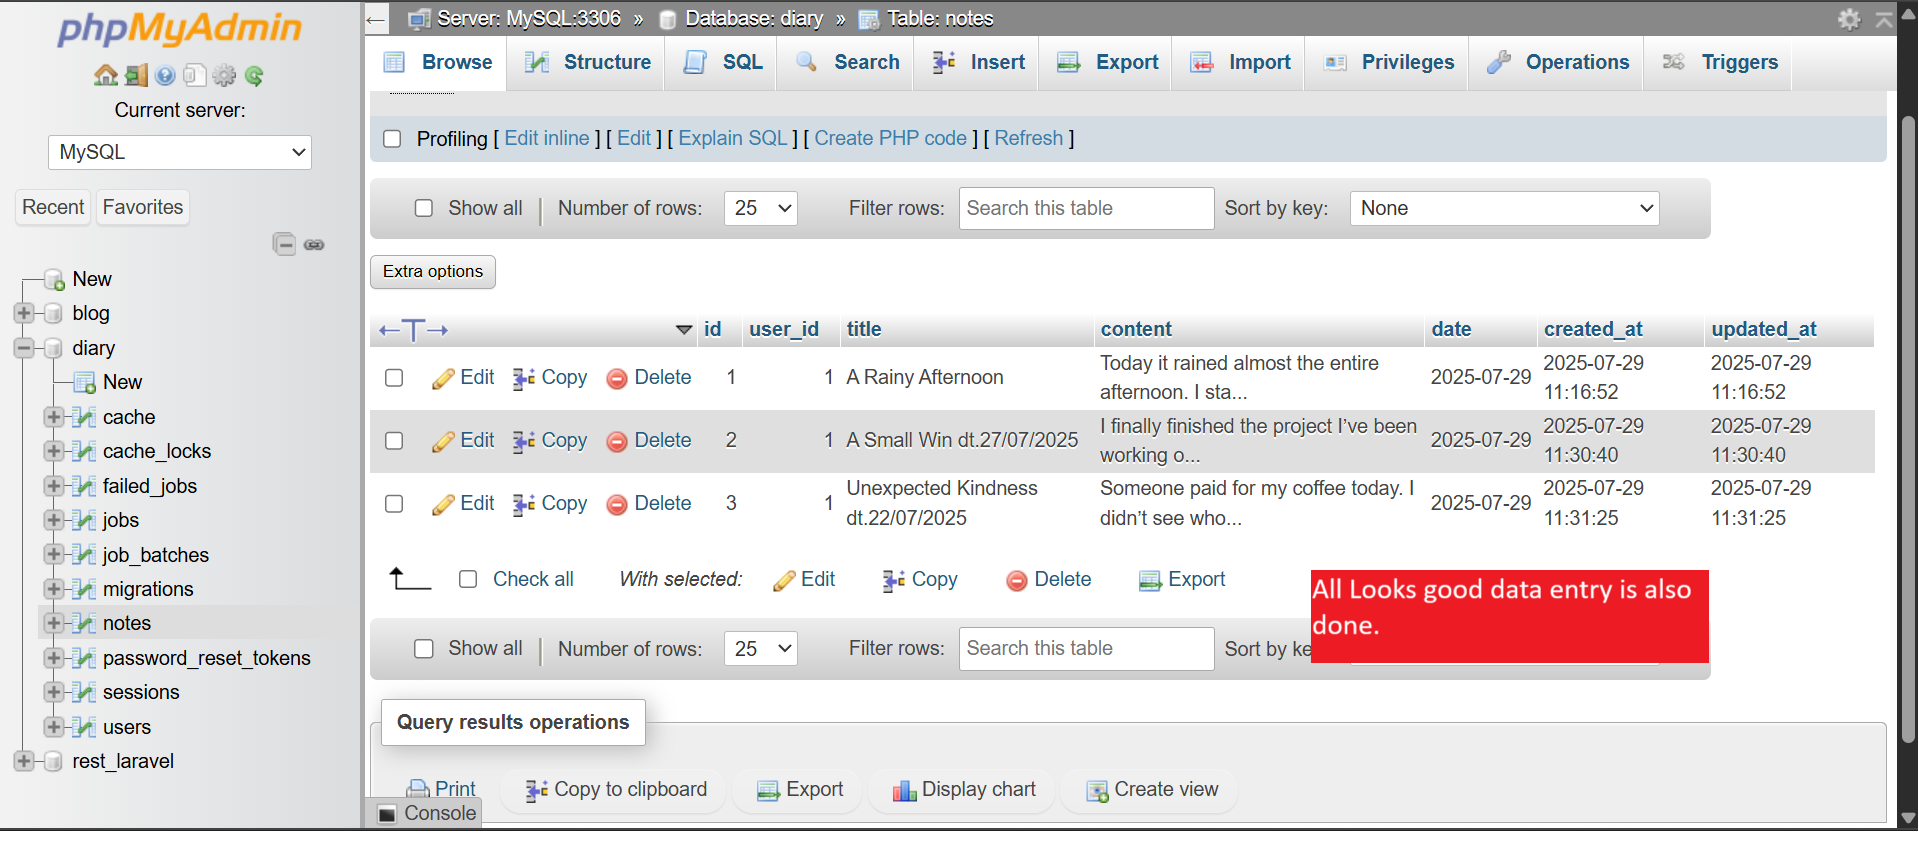 phpMyAdmin
Current server:
MySQL
Recent Favorites
New
blog
diary
New
cache
cache_locks
failed_jobs
jobs
job_batches
migrations
notes
password_reset_tokens
sessions
users
rest_laravel
Server: MySQL:3306 » Database: diary » Table: notes
Browse Structure SQL Search Insert Export Import Privileges Operations Triggers
Profiling [ Edit inline ] [ Edit ] [ Explain SQL ] [ Create PHP code ] [ Refresh ]
Show all Number of rows: 25 Filter rows: Search this table Sort by key: None
Extra options
id user_id title content date created_at updated_at
Edit Copy Delete 1 1 A Rainy Afternoon Today it rained almost the entire afternoon. I sta... 2025-07-29 2025-07-29 11:16:52 2025-07-29 11:16:52
Edit Copy Delete 2 1 A Small Win dt.27/07/2025 I finally finished the project I’ve been working o... 2025-07-29 2025-07-29 11:30:40 2025-07-29 11:30:40
Edit Copy Delete 3 1 Unexpected Kindness dt.22/07/2025 Someone paid for my coffee today. I didn’t see who... 2025-07-29 2025-07-29 11:31:25 2025-07-29 11:31:25
Check all With selected: Edit Copy Delete Export
All Looks good data entry is also
done.
Show all Number of rows: 25 Filter rows: Search this table Sort by ke
Query results operations
Print Copy to clipboard Export Display chart Create view
Console